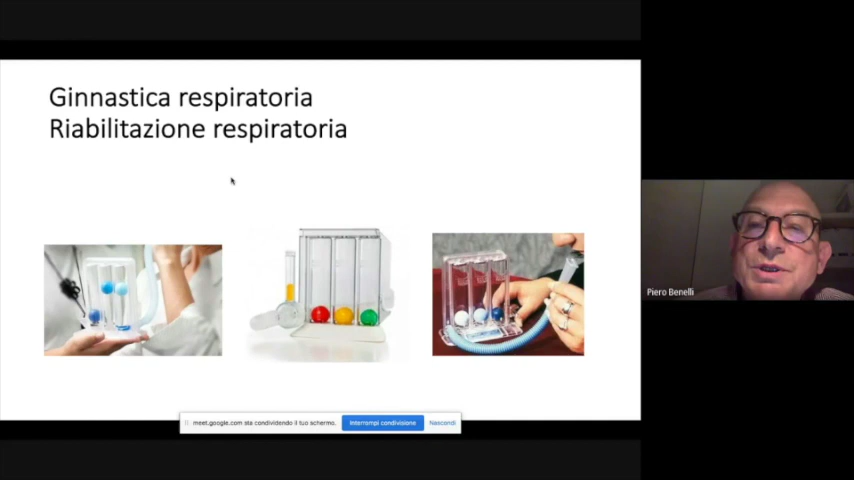 Ginnastica respiratoria
Riabilitazione respiratoria
Piero Benelli
meet.google.com sta condividendo il tuo schermo. Interrompi condivisione Nascondi